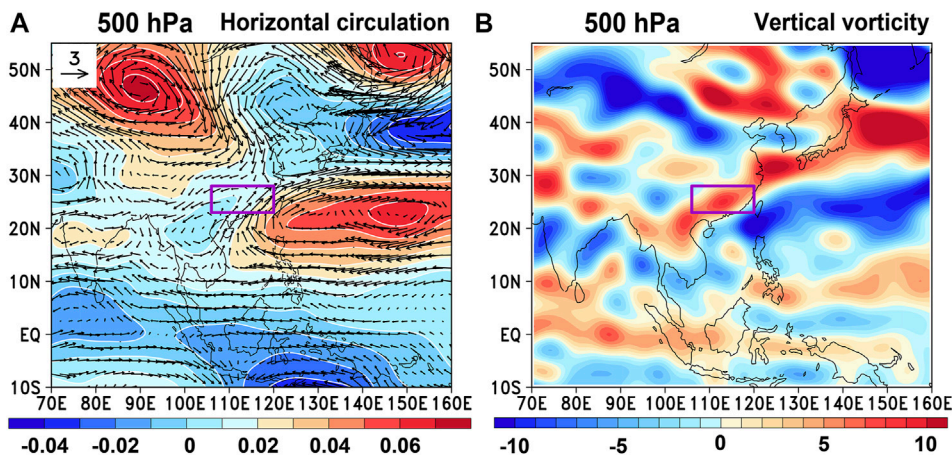 A 500 hPa Horizontal circulation
3
50N
40N
30N
20N
10N
EQ
10S
70E 80E 90E 100E 110E 120E 130E 140E 150E 160E
-0.04 -0.02 0 0.02 0.04 0.06
B 500 hPa Vertical vorticity
50N
40N
30N
20N
10N
EQ
10S
70E 80E 90E 100E 110E 120E 130E 140E 150E 160E
-10 -5 0 5 10